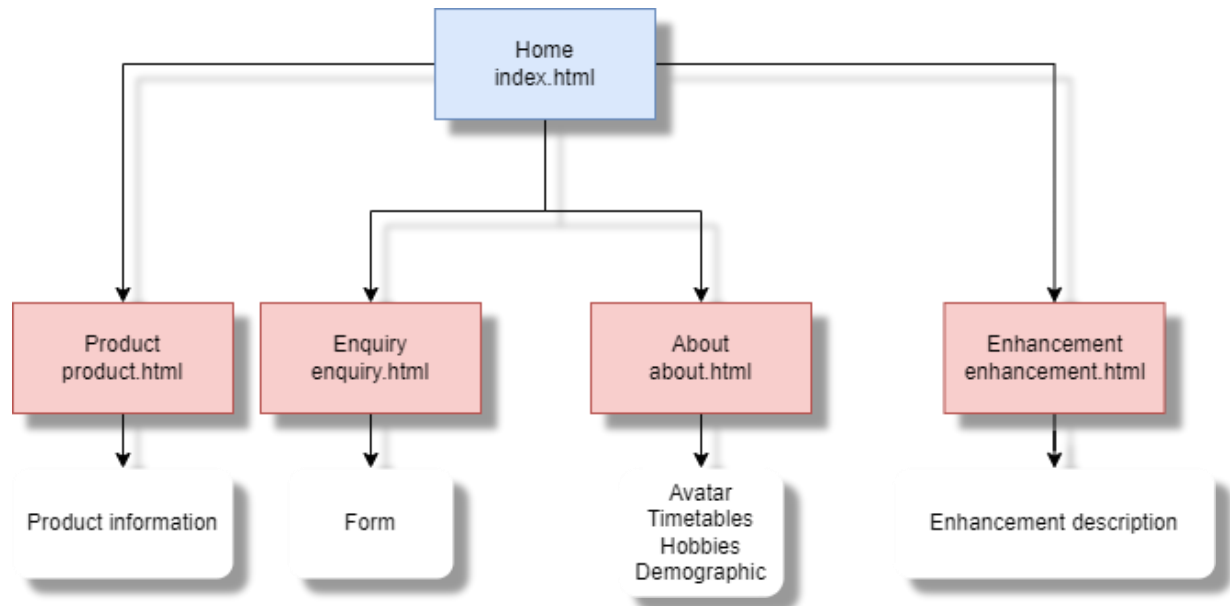 Home
index.html
Product
product.html
Enquiry
enquiry.html
About
about.html
Enhancement
enhancement.html
Product information
Form
Avatar
Timetables
Hobbies
Demographic
Enhancement description